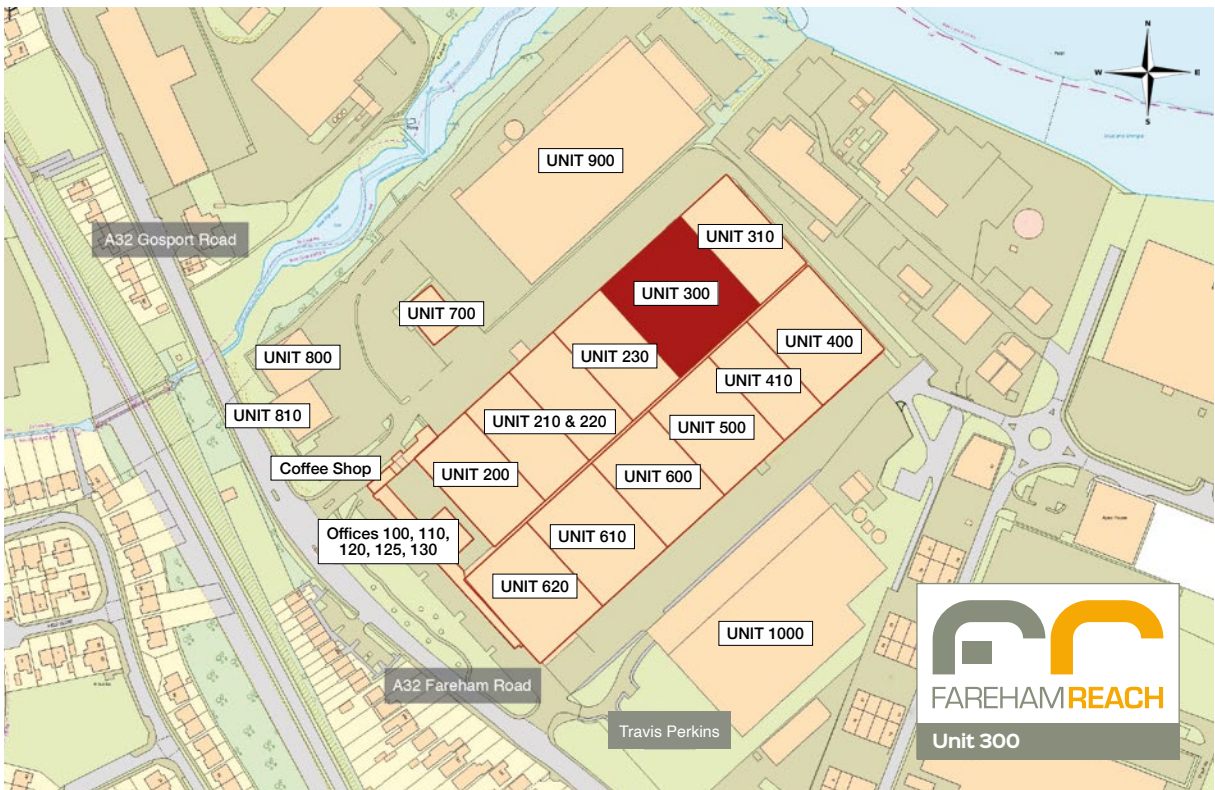 N
W
E
S
UNIT 900
A32 Gosport Road
UNIT 310
UNIT 300
UNIT 700
UNIT 400
UNIT 800
UNIT 230
UNIT 410
UNIT 810
UNIT 210 & 220
UNIT 500
Coffee Shop
UNIT 200
UNIT 600
Offices 100, 110,
120, 125, 130
UNIT 610
UNIT 620
UNIT 1000
A32 Fareham Road
Travis Perkins
FAREHAMREACH
Unit 300